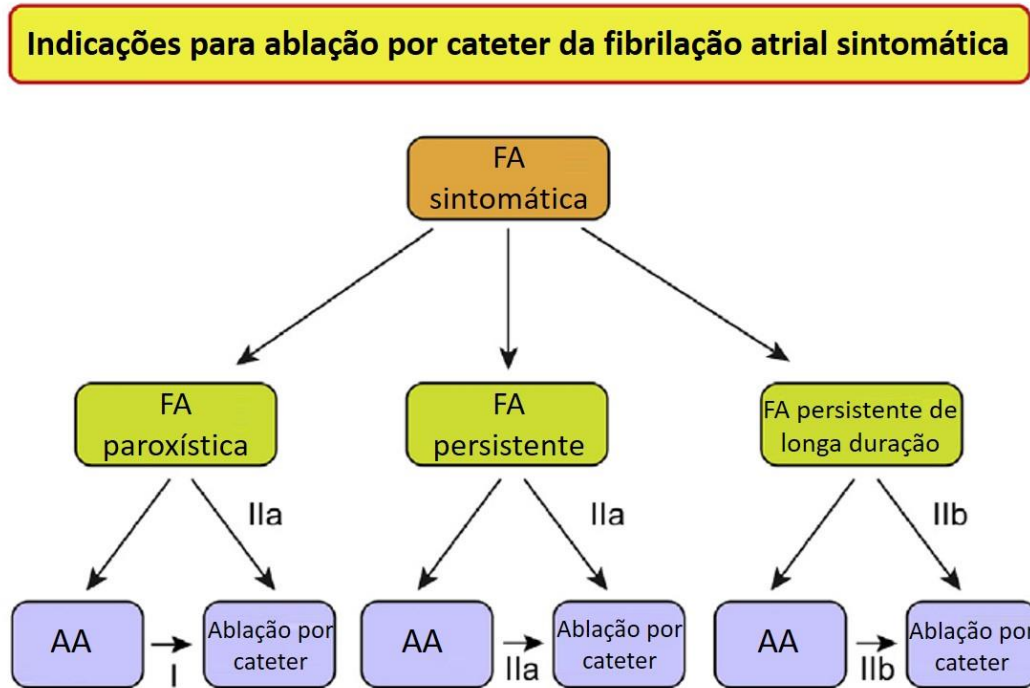 Indicações para ablação por cateter da fibrilação atrial sintomática
FA
sintomática
FA
paroxística
FA
persistente
FA persistente de
longa duração
IIa
IIa
IIb
AA
I
Ablação por
cateter
AA
IIa
Ablação por
cateter
AA
IIb
Ablação por
cateter